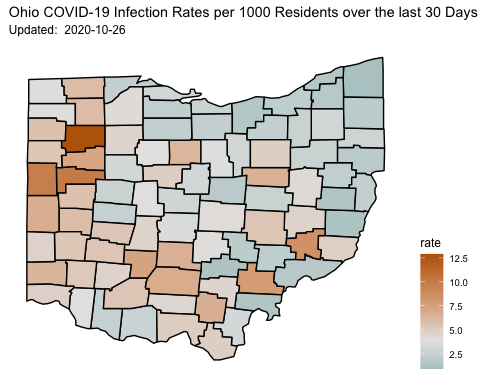 Ohio COVID-19 Infection Rates per 1000 Residents over the last 30 Days
Updated:  2020-10-26
rate
12.5
10.0
7.5
5.0
2.5